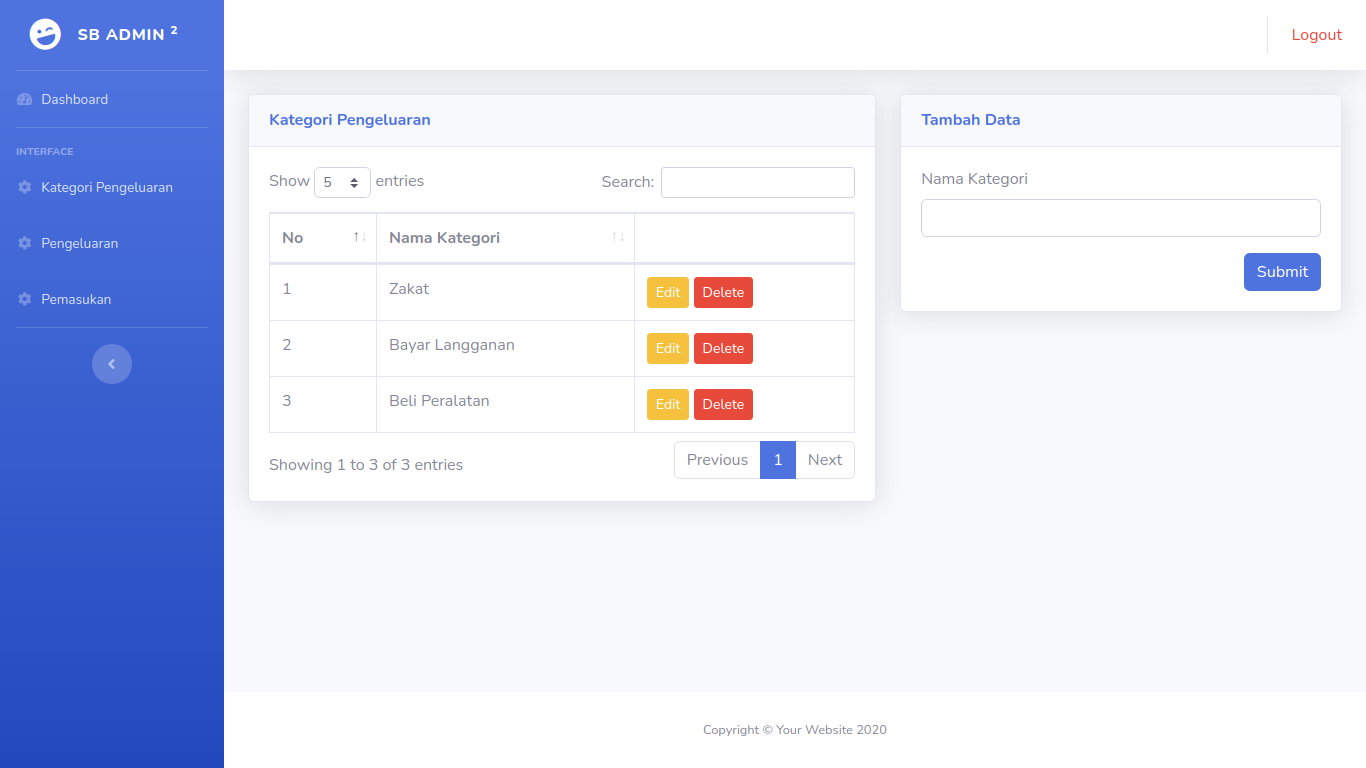 SB ADMIN 2
Logout
Dashboard
INTERFACE
Kategori Pengeluaran
Pengeluaran
Pemasukan
Kategori Pengeluaran
Show 5 entries
Search:
No Nama Kategori
1 Zakat Edit Delete
2 Bayar Langganan Edit Delete
3 Beli Peralatan Edit Delete
Showing 1 to 3 of 3 entries
Previous 1 Next
Tambah Data
Nama Kategori
Submit
Copyright © Your Website 2020